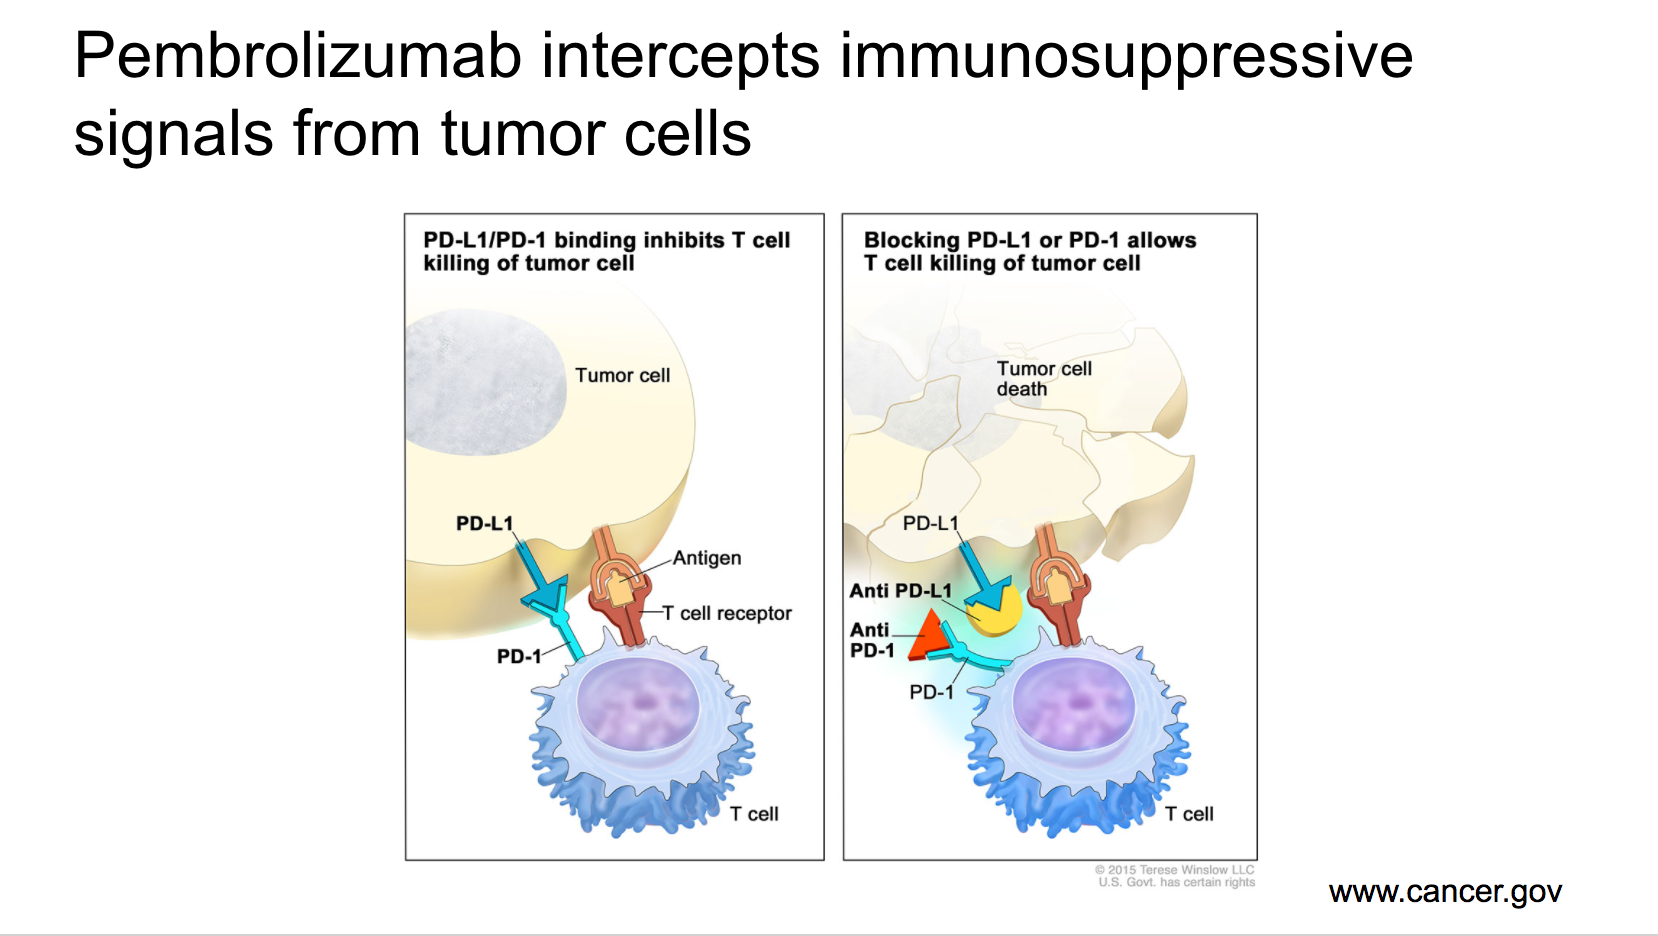 Pembrolizumab intercepts immunosuppressive
signals from tumor cells
PD-L1/PD-1 binding inhibits T cell
killing of tumor cell
Tumor cell
PD-L1
Antigen
T cell receptor
PD-1
T cell
Blocking PD-L1 or PD-1 allows
T cell killing of tumor cell
Tumor cell
death
PD-L1
Anti PD-L1
Anti
PD-1
PD-1
T cell
© 2015 Terese Winslow LLC
U.S. Govt. has certain rights
www.cancer.gov